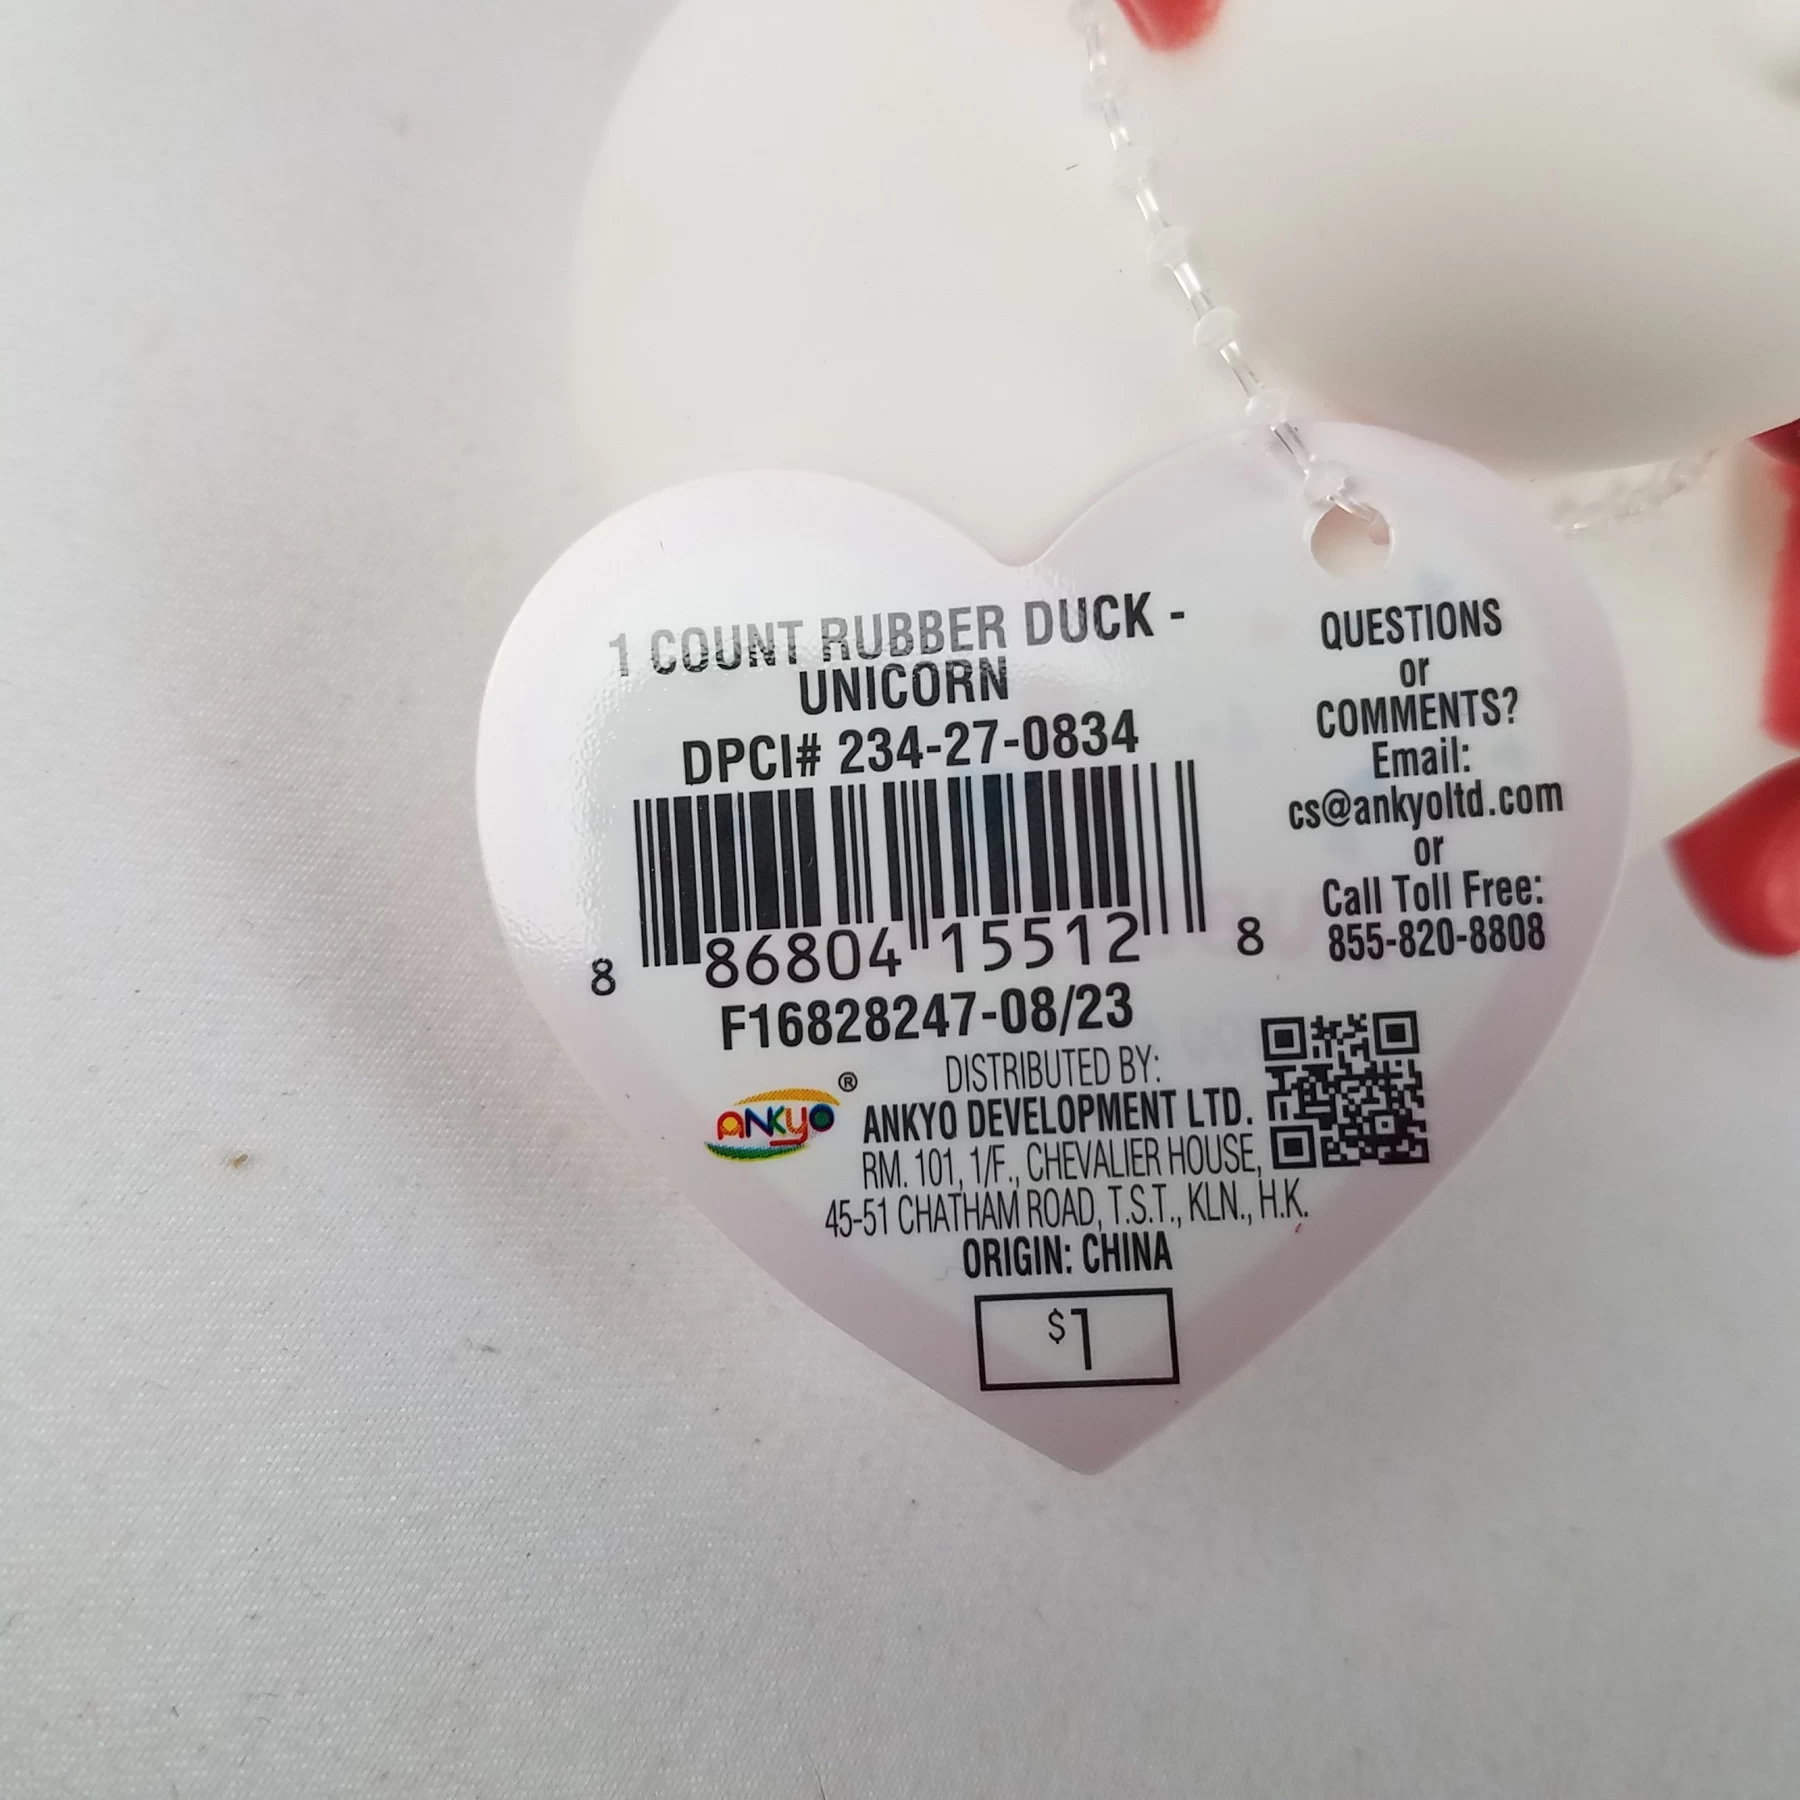 1 COUNT RUBBER DUCK -
UNICORN
DPCI# 234-27-0834
8 86804 15512 8
F16828247-08/23
QUESTIONS
or
COMMENTS?
Email:
cs@ankyoltd.com
or
Call Toll Free:
855-820-8808
ANKYO ®
DISTRIBUTED BY:
ANKYO DEVELOPMENT LTD.
RM. 101, 1/F., CHEVALIER HOUSE,
45-51 CHATHAM ROAD, T.S.T., KLN., H.K.
ORIGIN: CHINA
$1